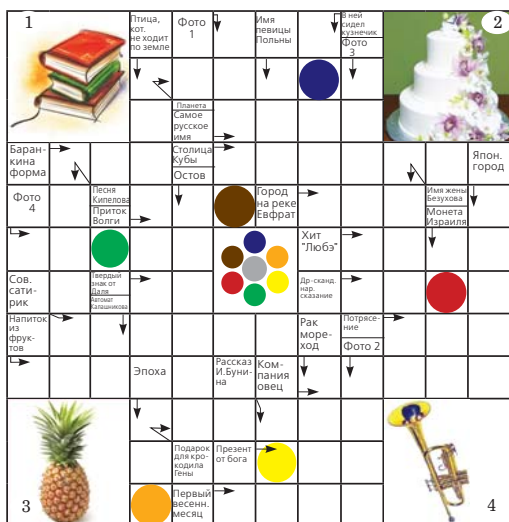 1
Птица,
кот.
не ходит
по земле
Фото
1
Имя
певицы
Польны
В ней
сидел
кузнечик
Фото
3
2
Планета
Самое
русское
имя
Баран-
кина
форма
Столица
Кубы
Остов
Япон.
город
Фото
4
Песня
Кипелова
Приток
Волги
Город
на реке
Евфрат
Имя жены
Безухова
Монета
Израиля
Хит
"Любэ"
Сов.
сати-
рик
Твердый
знак от
Даля
Автомат
Калашникова
Др-сканд.
нар.
сказание
Напиток
из
фрук-
тов
Рак
море-
ход
Потрясе-
ние
Фото 2
Эпоха
Рассказ
И.Буни-
на
Ком-
пания
овец
Подарок
для кро-
кодила
Гены
Презент
от бога
3
Первый
весенн.
месяц
4